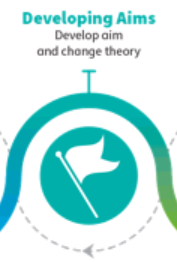 Developing Aims
Develop aim
and change theory